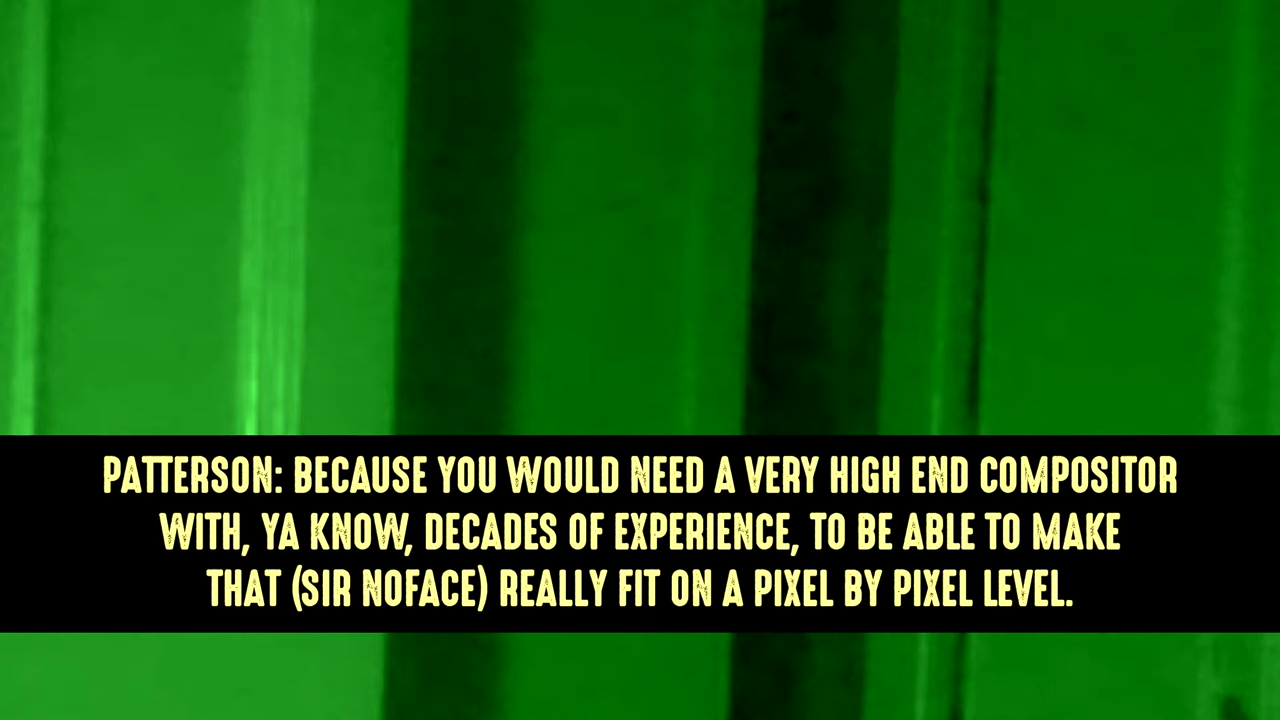 PATTERSON: BECAUSE YOU WOULD NEED A VERY HIGH END COMPOSITOR
WITH, YA KNOW, DECADES OF EXPERIENCE, TO BE ABLE TO MAKE
THAT (SIR NOFACE) REALLY FIT ON A PIXEL BY PIXEL LEVEL.